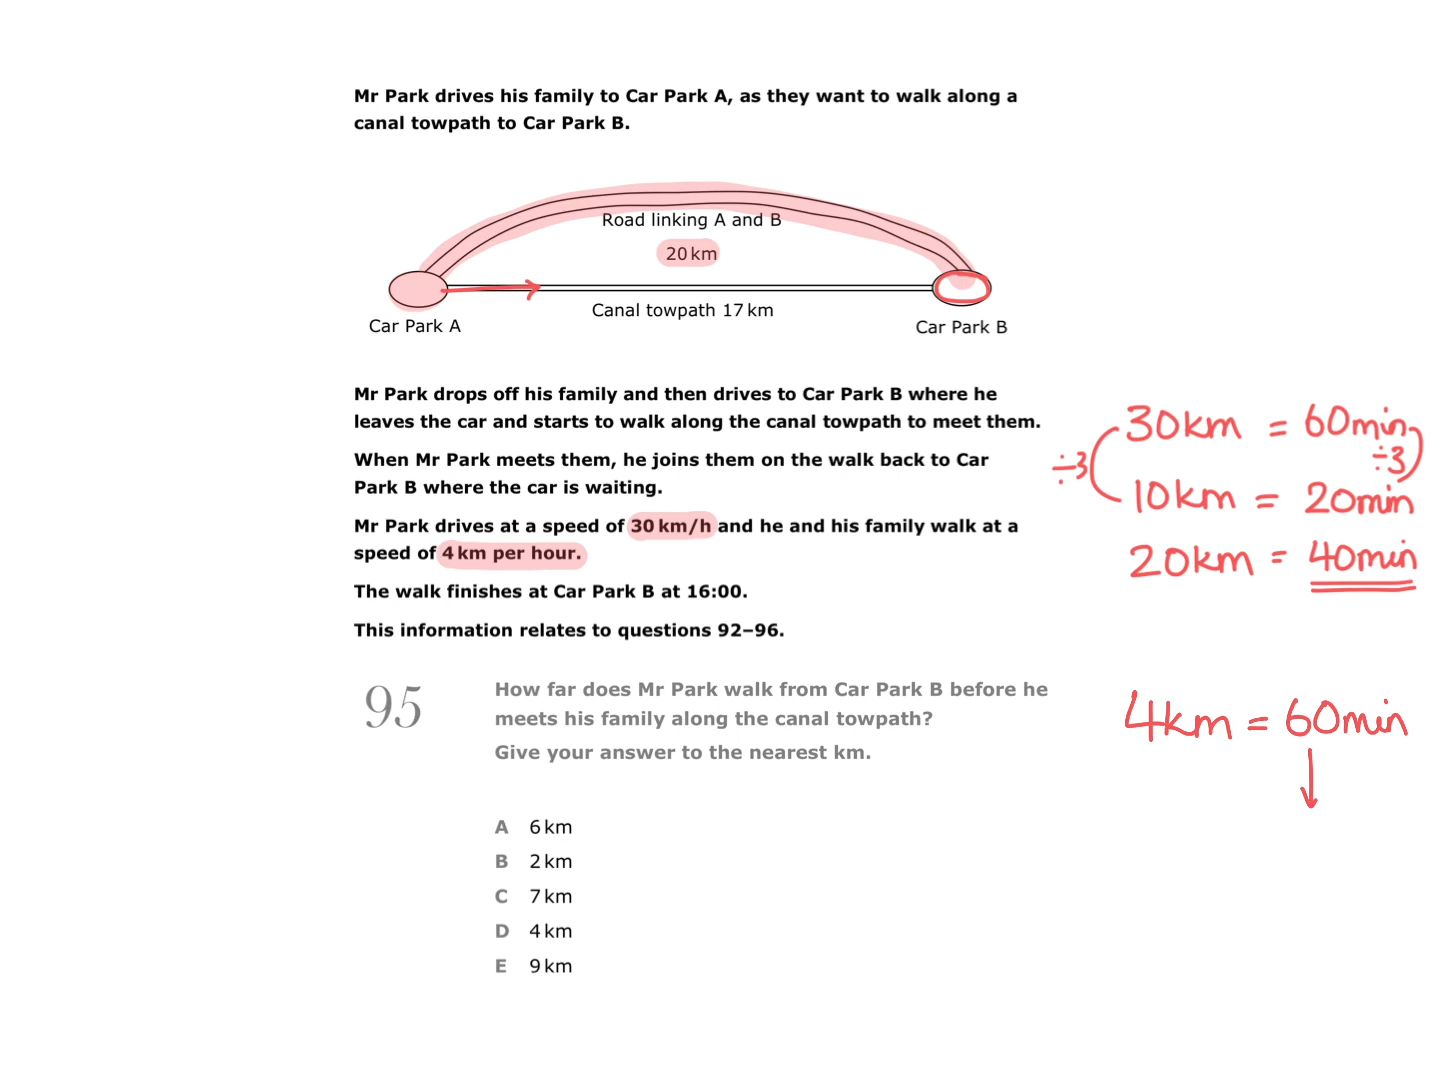 Mr Park drives his family to Car Park A, as they want to walk along a
canal towpath to Car Park B.
Road linking A and B
20 km
Canal towpath 17 km
Car Park A
Car Park B
Mr Park drops off his family and then drives to Car Park B where he
leaves the car and starts to walk along the canal towpath to meet them.
When Mr Park meets them, he joins them on the walk back to Car
Park B where the car is waiting.
Mr Park drives at a speed of 30 km/h and he and his family walk at a
speed of 4 km per hour.
The walk finishes at Car Park B at 16:00.
This information relates to questions 92–96.
30km = 60min
÷3 ÷3
10km = 20min
20km = 40min
95
How far does Mr Park walk from Car Park B before he
meets his family along the canal towpath?
Give your answer to the nearest km.
4km = 60min
A 6 km
B 2 km
C 7 km
D 4 km
E 9 km